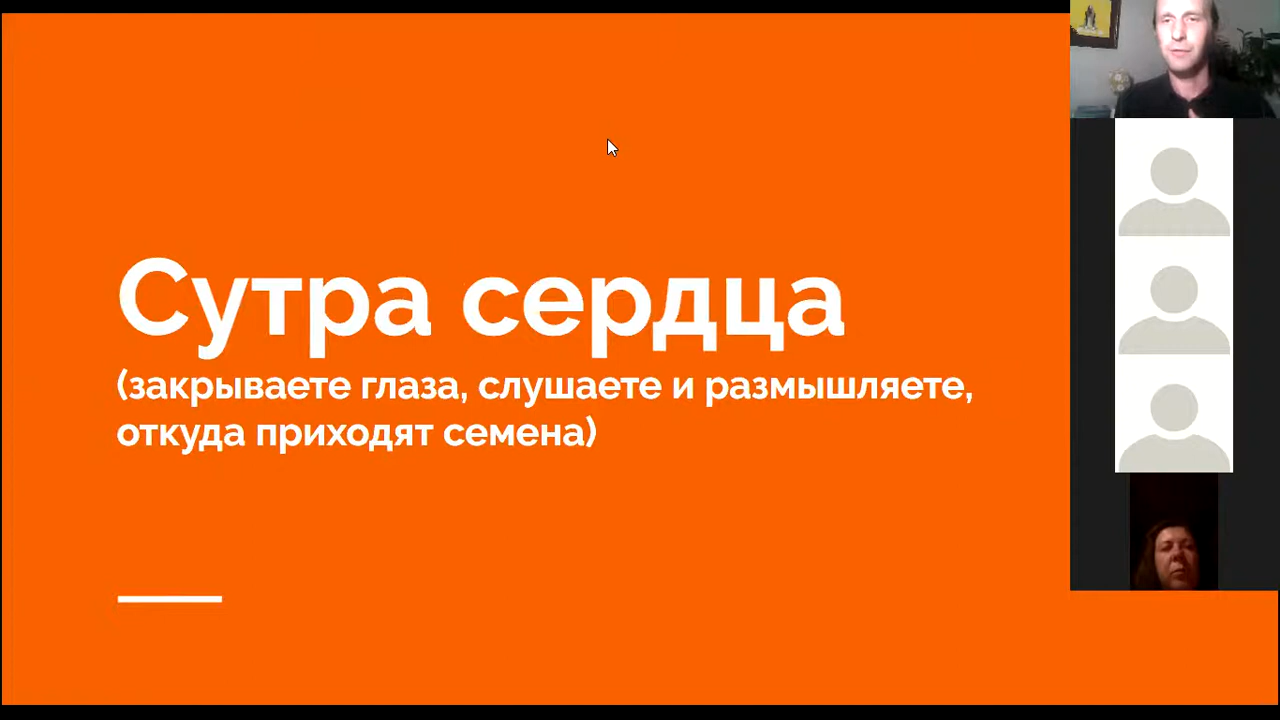 Сутра сердца
(закрываете глаза, слушаете и размышляете,
откуда приходят семена)